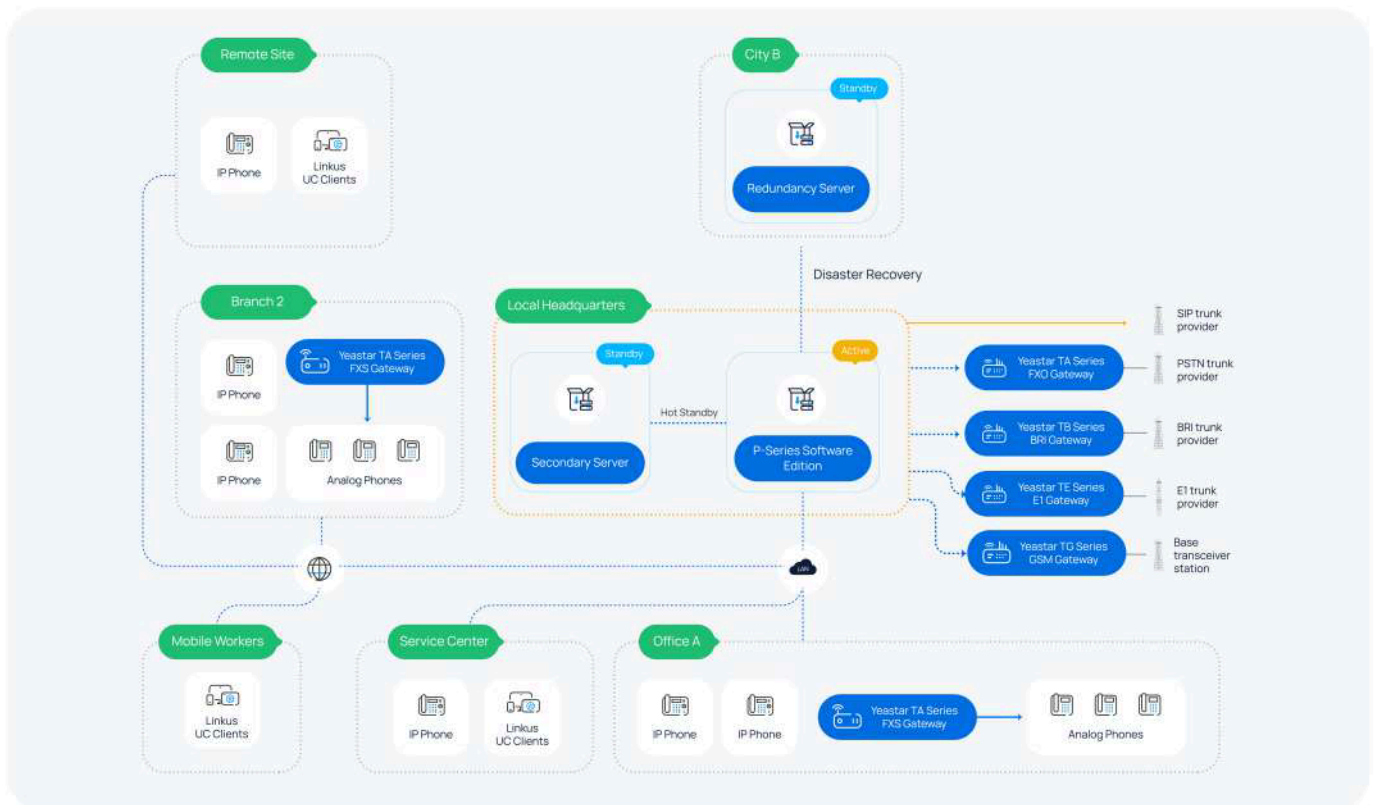 Remote Site
IP Phone
Linkus
UC Clients
City B
Standby
Redundancy Server
Disaster Recovery
Branch 2
IP Phone
Yeastar TA Series
FXS Gateway
IP Phone
Analog Phones
Local Headquarters
Standby
Secondary Server
Hot Standby
Active
P-Series Software
Edition
SIP trunk
provider
Yeastar TA Series
FXO Gateway
PSTN trunk
provider
Yeastar TB Series
BRI Gateway
BRI trunk
provider
Yeastar TE Series
E1 Gateway
E1 trunk
provider
Yeastar TG Series
GSM Gateway
Base
transceiver
station
LAN
Mobile Workers
Linkus
UC Clients
Service Center
IP Phone
Linkus
UC Clients
Office A
IP Phone
IP Phone
Yeastar TA Series
FXS Gateway
Analog Phones